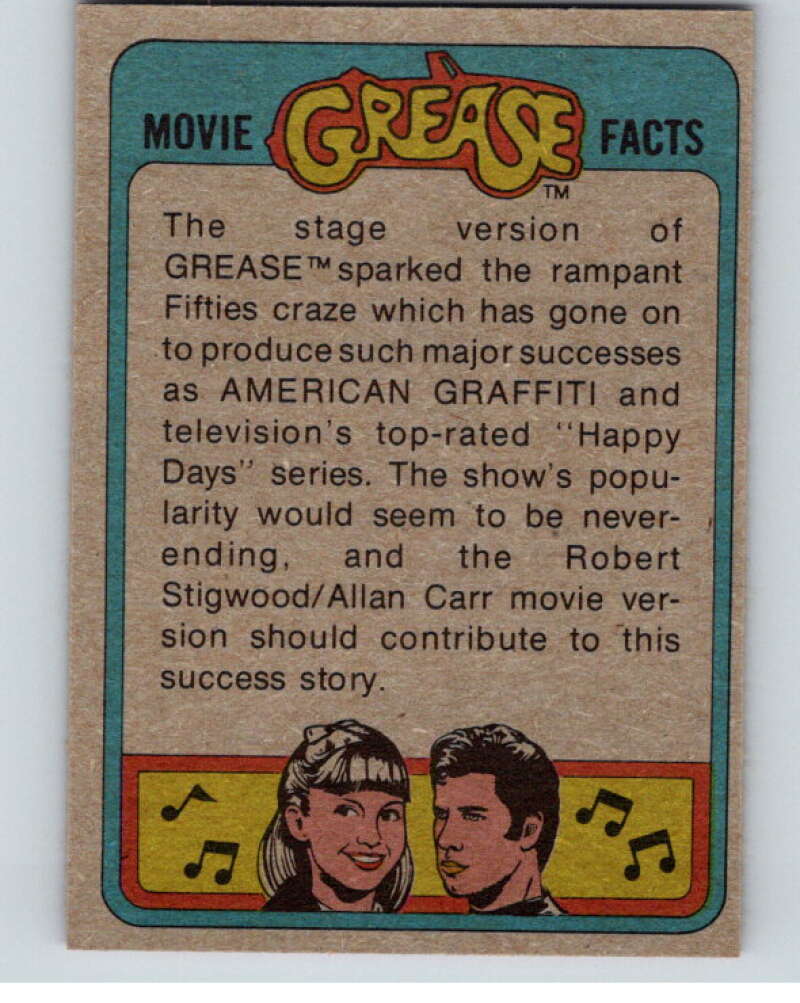 MOVIE GREASE FACTS
TM
The stage version of
GREASE™ sparked the rampant
Fifties craze which has gone on
to produce such major successes
as AMERICAN GRAFFITI and
television's top-rated "Happy
Days" series. The show's popu-
larity would seem to be never-
ending, and the Robert
Stigwood/Allan Carr movie ver-
sion should contribute to this
success story.